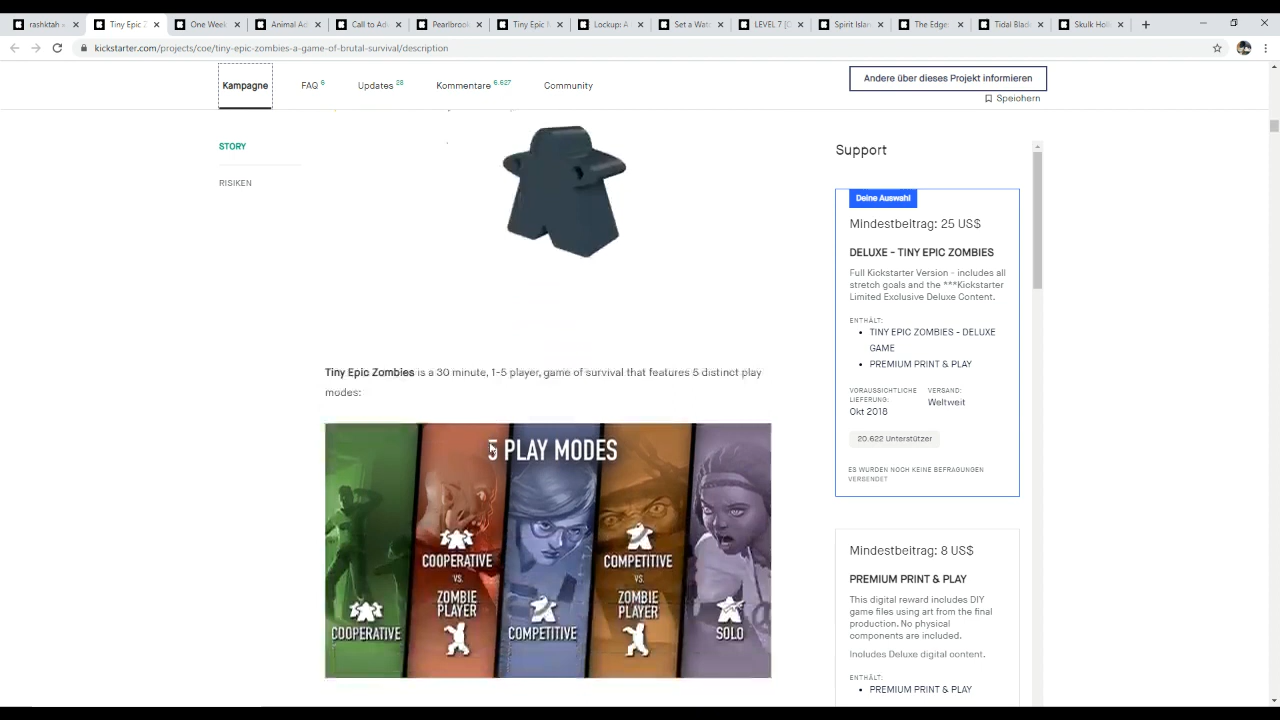 rashktah v
Tiny Epic Z
One Week
Animal Ad
Call to Adv
Pearlbrook
Tiny Epic M
Lockup: A
Set a Wat
LEVEL 7 [O
Spirit Islan
The Edge:
Tidal Blade
Skulk Holl
kickstarter.com/projects/coe/tiny-epic-zombies-a-game-of-brutal-survival/description
Kampagne
FAQ 6
Updates 28
Kommentare 6.627
Community
Andere über dieses Projekt informieren
Speichern
STORY
RISIKEN
Tiny Epic Zombies is a 30 minute, 1-5 player, game of survival that features 5 distinct play
modes:
5 PLAY MODES
COOPERATIVE
COOPERATIVE
VS.
ZOMBIE
PLAYER
COMPETITIVE
COMPETITIVE
VS.
ZOMBIE
PLAYER
SOLO
Support
Deine Auswahl
Mindestbeitrag: 25 US$
DELUXE - TINY EPIC ZOMBIES
Full Kickstarter Version - includes all
stretch goals and the ***Kickstarter
Limited Exclusive Deluxe Content.
ENTHÄLT:
• TINY EPIC ZOMBIES - DELUXE
GAME
• PREMIUM PRINT & PLAY
VORAUSSICHTLICHE
LIEFERUNG:
Okt 2018
VERSAND:
Weltweit
20.622 Unterstützer
ES WURDEN NOCH KEINE BEFRAGUNGEN
VERSENDET
Mindestbeitrag: 8 US$
PREMIUM PRINT & PLAY
This digital reward includes DIY
game files using art from the final
production. No physical
components are included.
Includes Deluxe digital content.
ENTHÄLT:
• PREMIUM PRINT & PLAY